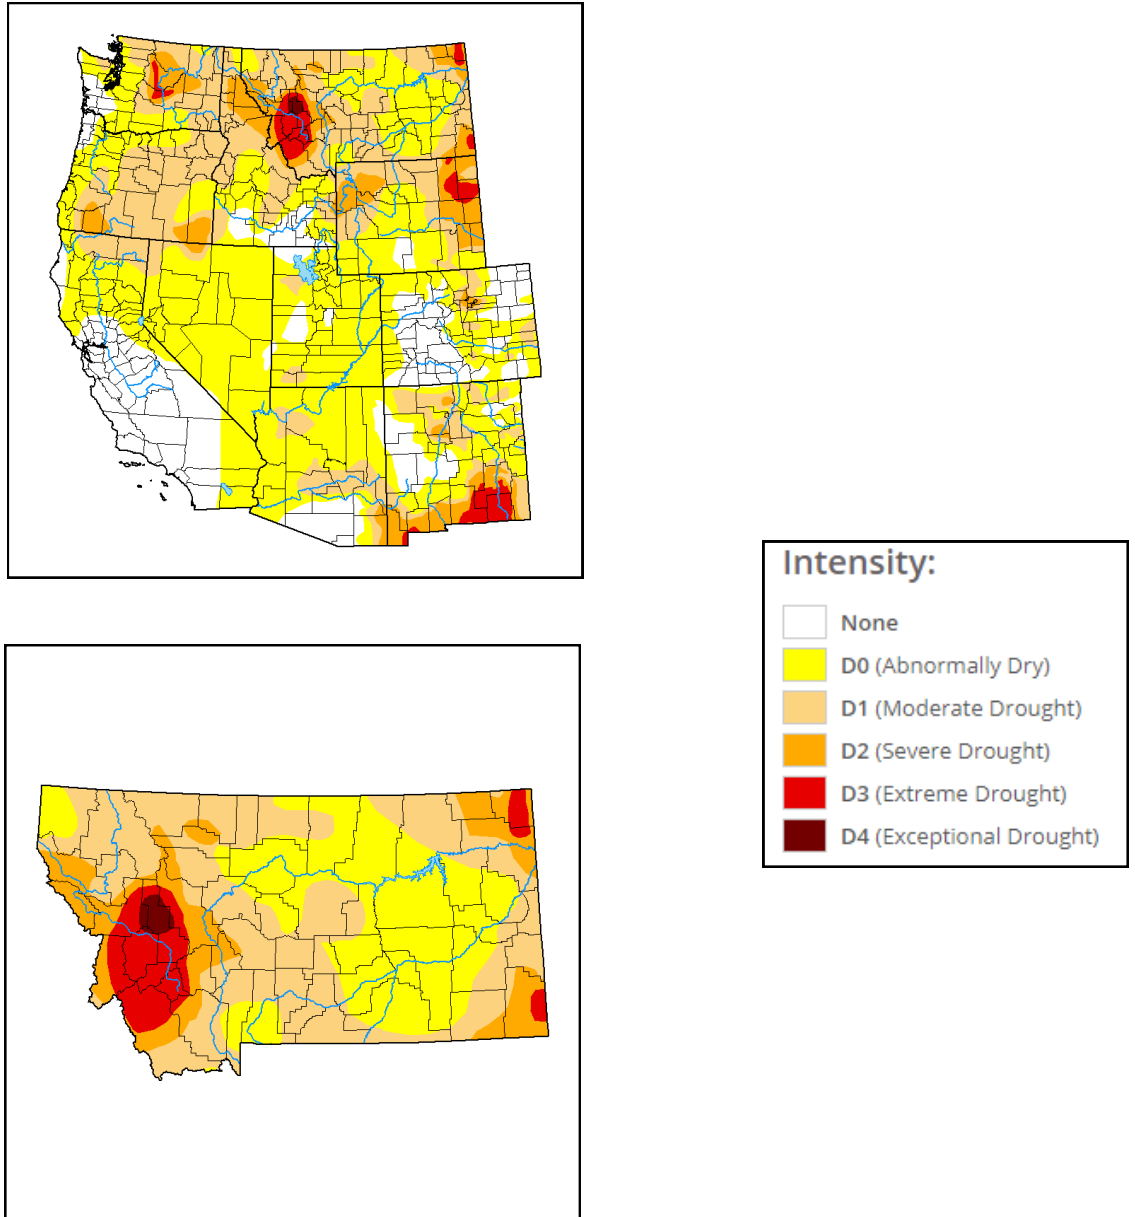 Intensity:
None
D0 (Abnormally Dry)
D1 (Moderate Drought)
D2 (Severe Drought)
D3 (Extreme Drought)
D4 (Exceptional Drought)